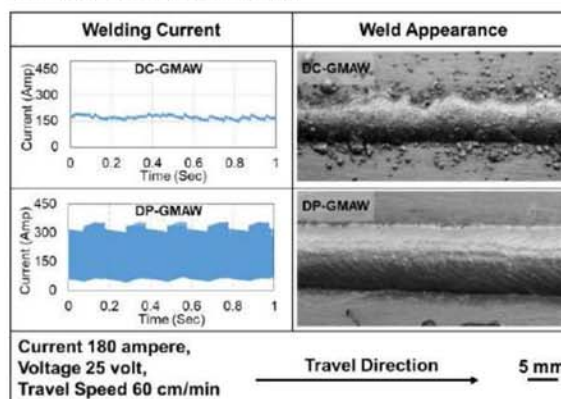 Welding Current
Weld Appearance
DC-GMAW
450
300
150
0
Current (Amp)
0 0.2 0.4 0.6 0.8 1
Time (Sec)
DC-GMAW
DP-GMAW
450
300
150
0
Current (Amp)
0 0.2 0.4 0.6 0.8 1
Time (Sec)
DP-GMAW
Current 180 ampere,
Voltage 25 volt,
Travel Speed 60 cm/min
Travel Direction
5 mm